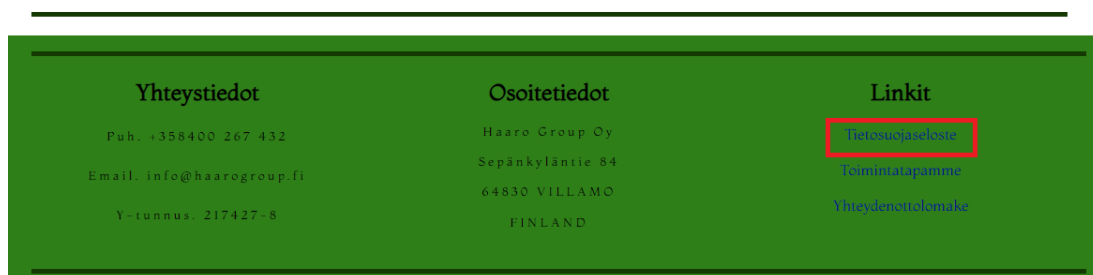 Yhteystiedot
Puh. +358400 267 432
Email. info@haarogroup.fi
Y-tunnus. 217427-8
Osoitetiedot
Haaro Group Oy
Sepänkyläntie 84
64830 VILLAMO
FINLAND
Linkit
Tietosuojaseloste
Toimintatapamme
Yhteydenottolomake